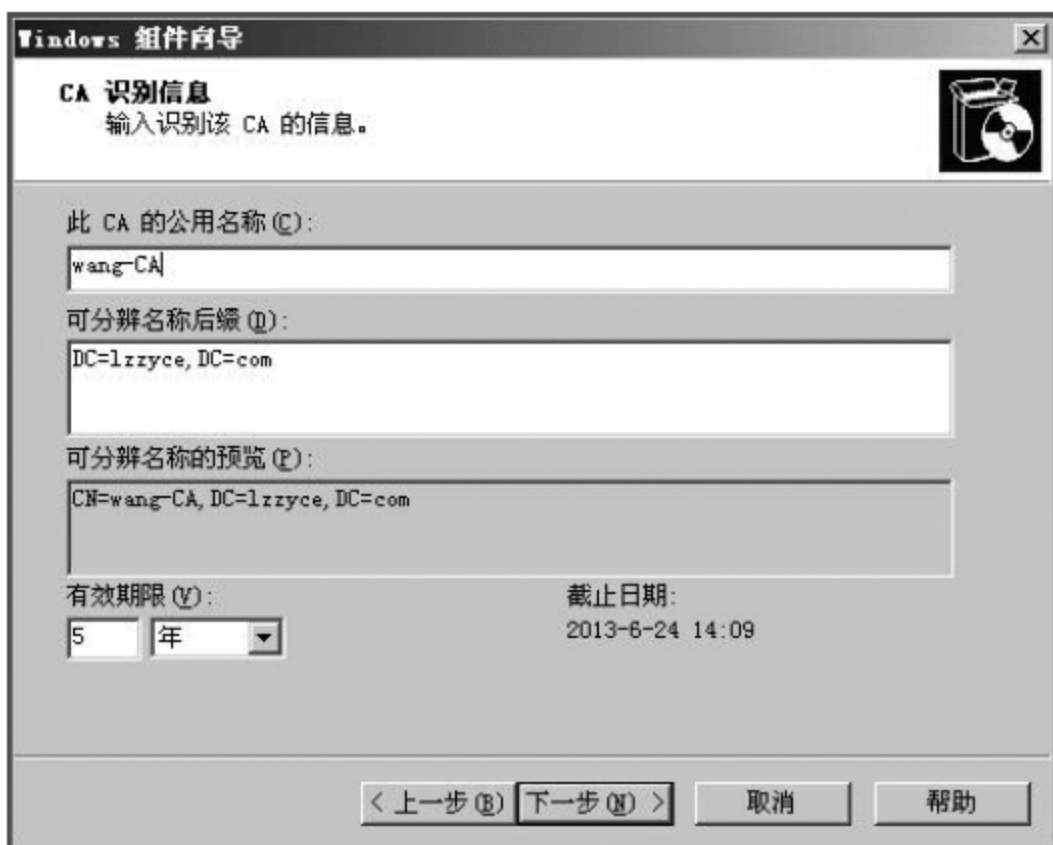 Windows 组件向导
CA 识别信息
输入识别该 CA 的信息。
此 CA 的公用名称(C):
wang-CA
可分辨名称后缀(D):
DC=lzzyce,DC=com
可分辨名称的预览(P):
CN=wang-CA,DC=lzzyce,DC=com
有效期限(V): 截止日期:
5 年 2013-6-24 14:09
< 上一步(B) 下一步(N) > 取消 帮助